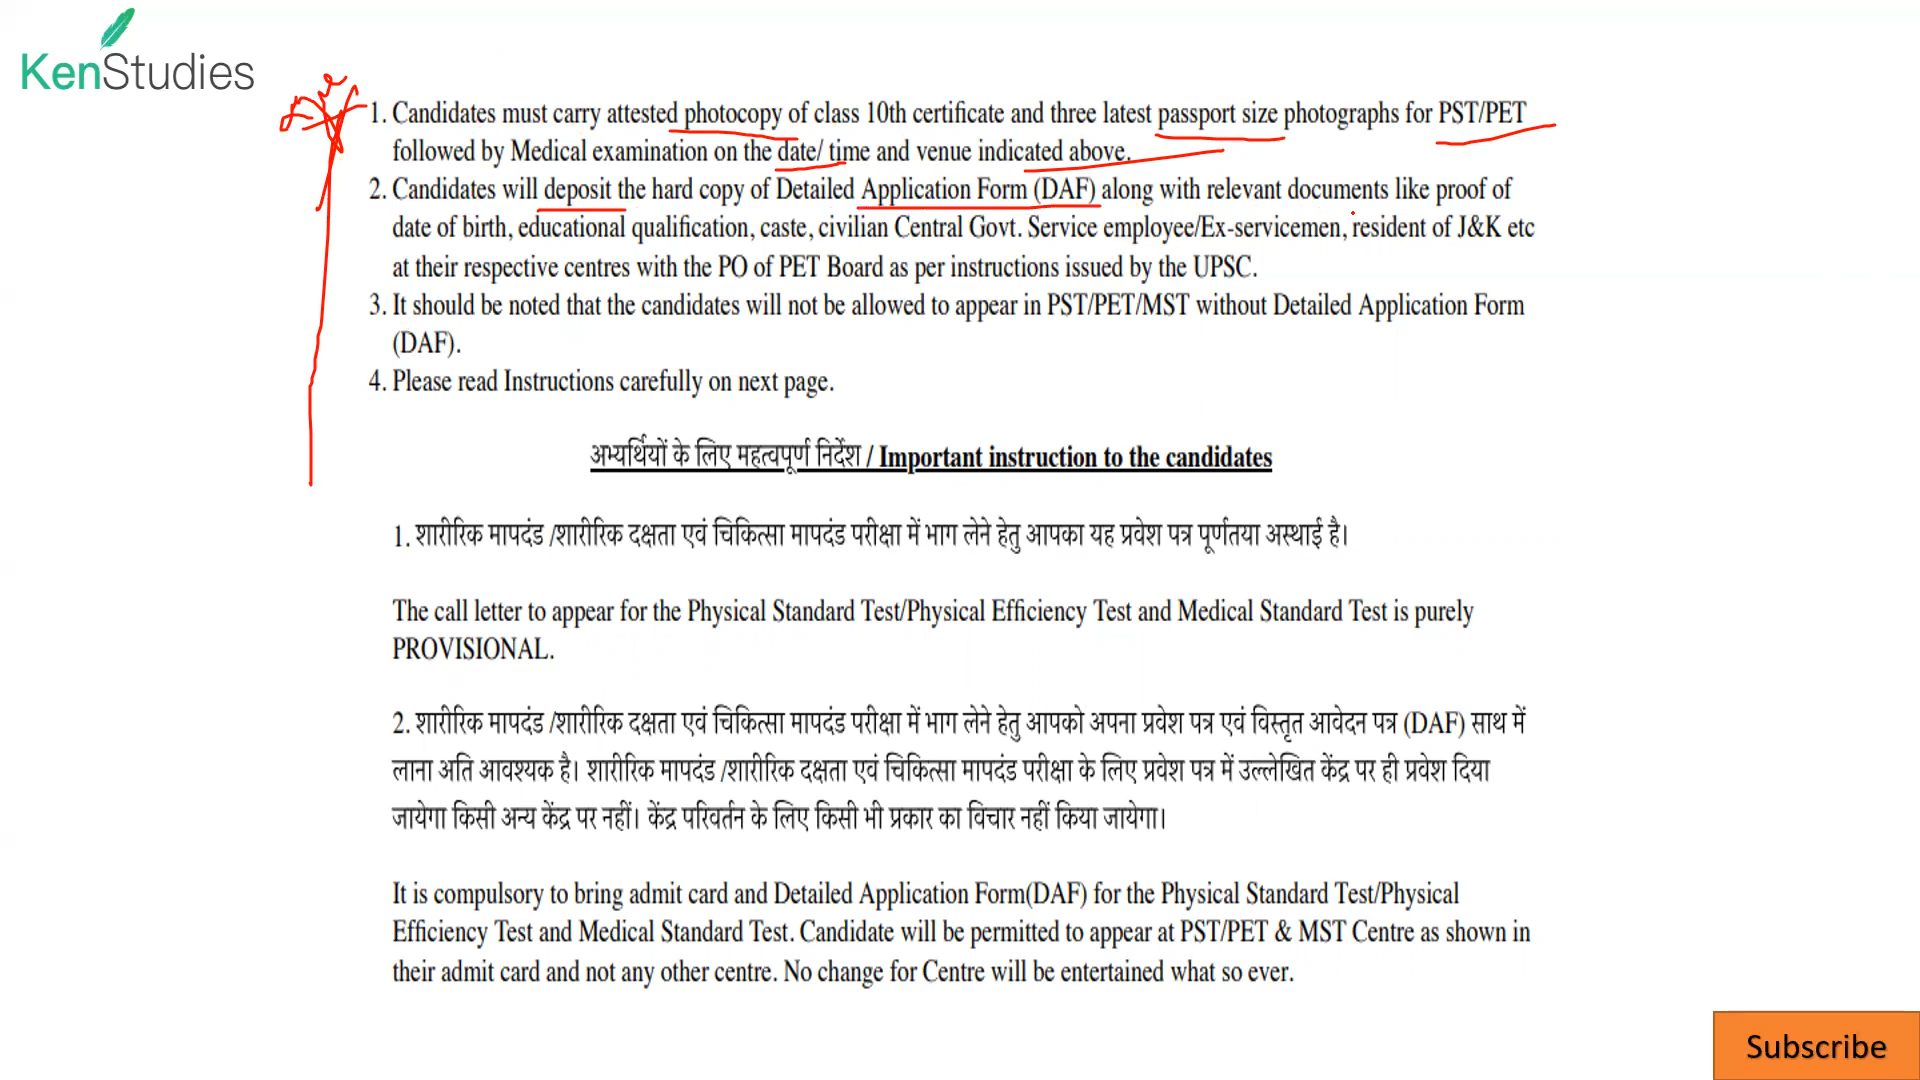 KenStudies
1. Candidates must carry attested photocopy of class 10th certificate and three latest passport size photographs for PST/PET
followed by Medical examination on the date/ time and venue indicated above.
2. Candidates will deposit the hard copy of Detailed Application Form (DAF) along with relevant documents like proof of
date of birth, educational qualification, caste, civilian Central Govt. Service employee/Ex-servicemen, resident of J&K etc
at their respective centres with the PO of PET Board as per instructions issued by the UPSC.
3. It should be noted that the candidates will not be allowed to appear in PST/PET/MST without Detailed Application Form
(DAF).
4. Please read Instructions carefully on next page.
अभ्यर्थियों के लिए महत्वपूर्ण निर्देश / Important instruction to the candidates
1. शारीरिक मापदंड /शारीरिक दक्षता एवं चिकित्सा मापदंड परीक्षा में भाग लेने हेतु आपका यह प्रवेश पत्र पूर्णतया अस्थाई है।
The call letter to appear for the Physical Standard Test/Physical Efficiency Test and Medical Standard Test is purely
PROVISIONAL.
2. शारीरिक मापदंड /शारीरिक दक्षता एवं चिकित्सा मापदंड परीक्षा में भाग लेने हेतु आपको अपना प्रवेश पत्र एवं विस्तृत आवेदन पत्र (DAF) साथ में
लाना अति आवश्यक है। शारीरिक मापदंड /शारीरिक दक्षता एवं चिकित्सा मापदंड परीक्षा के लिए प्रवेश पत्र में उल्लेखित केंद्र पर ही प्रवेश दिया
जायेगा किसी अन्य केंद्र पर नहीं। केंद्र परिवर्तन के लिए किसी भी प्रकार का विचार नहीं किया जायेगा।
It is compulsory to bring admit card and Detailed Application Form(DAF) for the Physical Standard Test/Physical
Efficiency Test and Medical Standard Test. Candidate will be permitted to appear at PST/PET & MST Centre as shown in
their admit card and not any other centre. No change for Centre will be entertained what so ever.
Subscribe